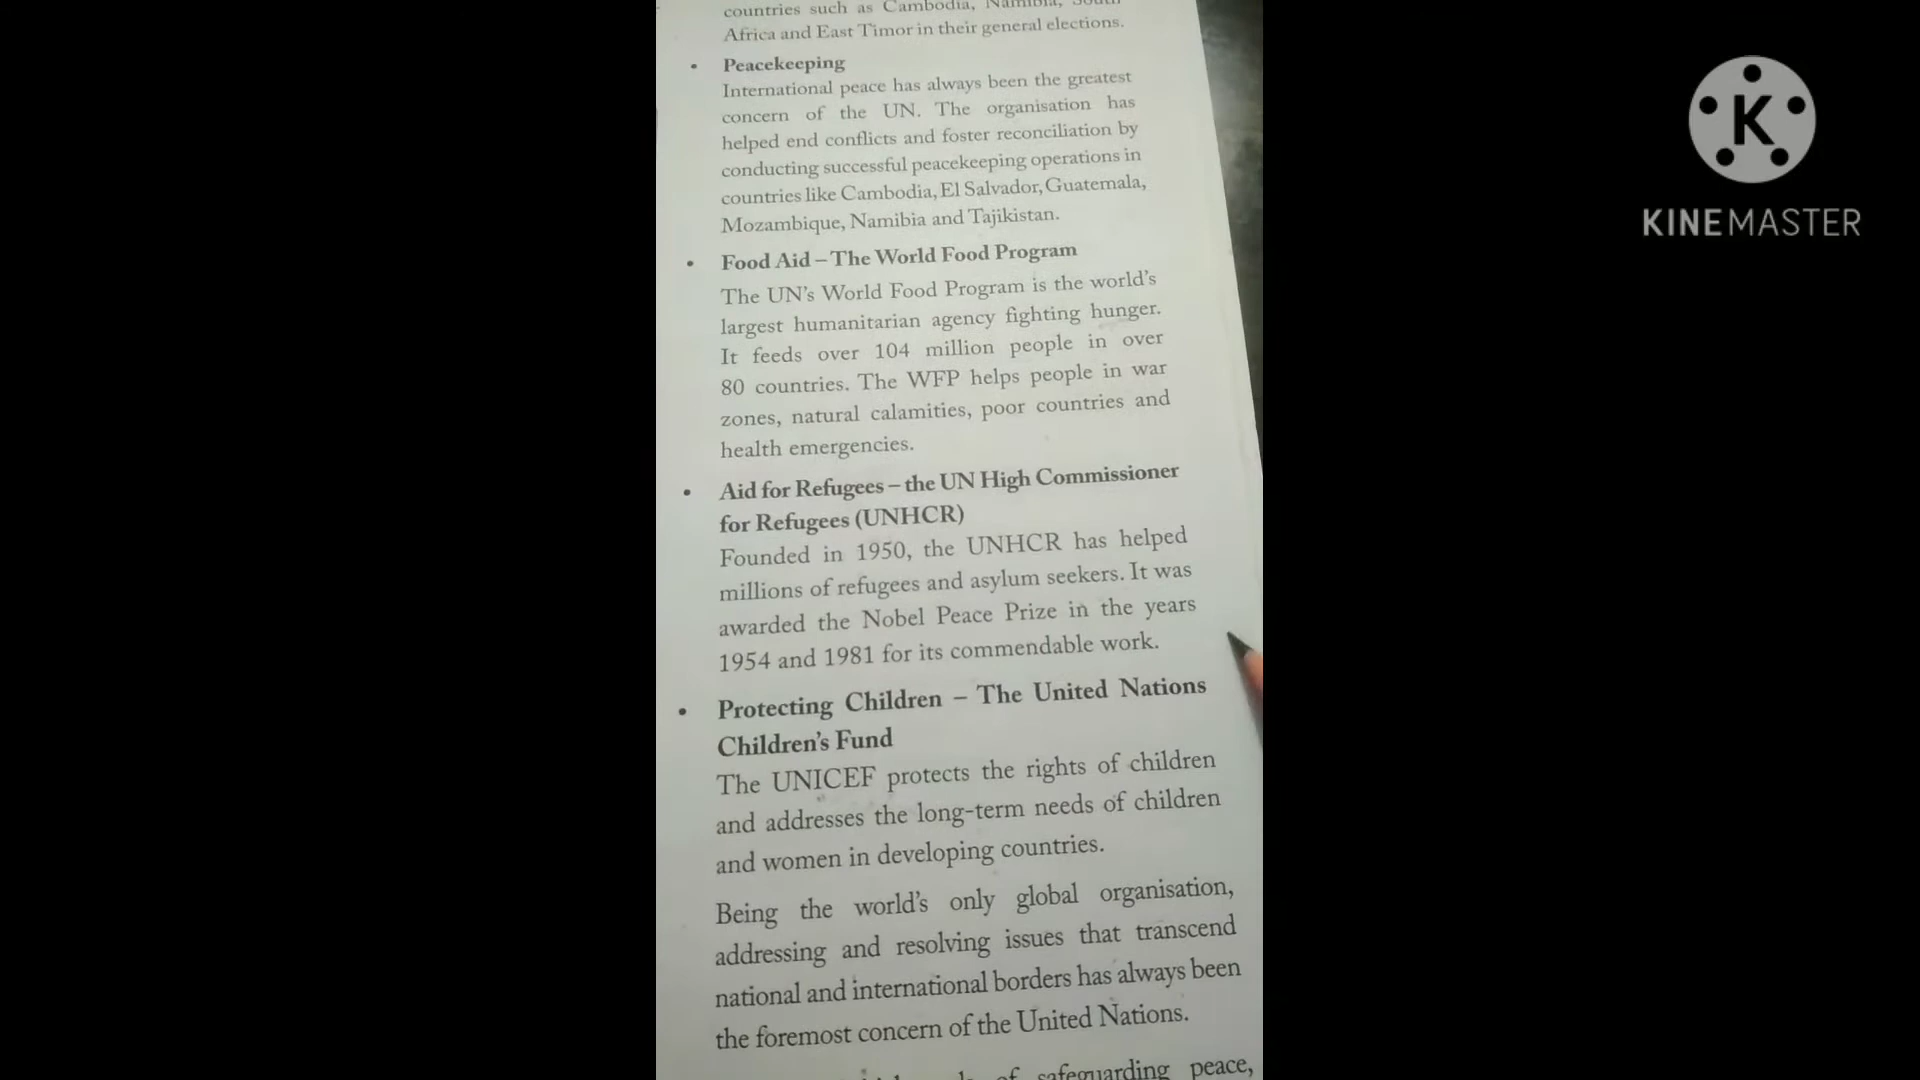 countries such as Cambodia, Namibia, South
Africa and East Timor in their general elections.
• Peacekeeping
International peace has always been the greatest
concern of the UN. The organisation has
helped end conflicts and foster reconciliation by
conducting successful peacekeeping operations in
countries like Cambodia, El Salvador, Guatemala,
Mozambique, Namibia and Tajikistan.
• Food Aid – The World Food Program
The UN's World Food Program is the world's
largest humanitarian agency fighting hunger.
It feeds over 104 million people in over
80 countries. The WFP helps people in war
zones, natural calamities, poor countries and
health emergencies.
• Aid for Refugees – the UN High Commissioner
for Refugees (UNHCR)
Founded in 1950, the UNHCR has helped
millions of refugees and asylum seekers. It was
awarded the Nobel Peace Prize in the years
1954 and 1981 for its commendable work.
• Protecting Children – The United Nations
Children's Fund
The UNICEF protects the rights of children
and addresses the long-term needs of children
and women in developing countries.
Being the world's only global organisation,
addressing and resolving issues that transcend
national and international borders has always been
the foremost concern of the United Nations.
of safeguarding peace,
K
KINEMASTER